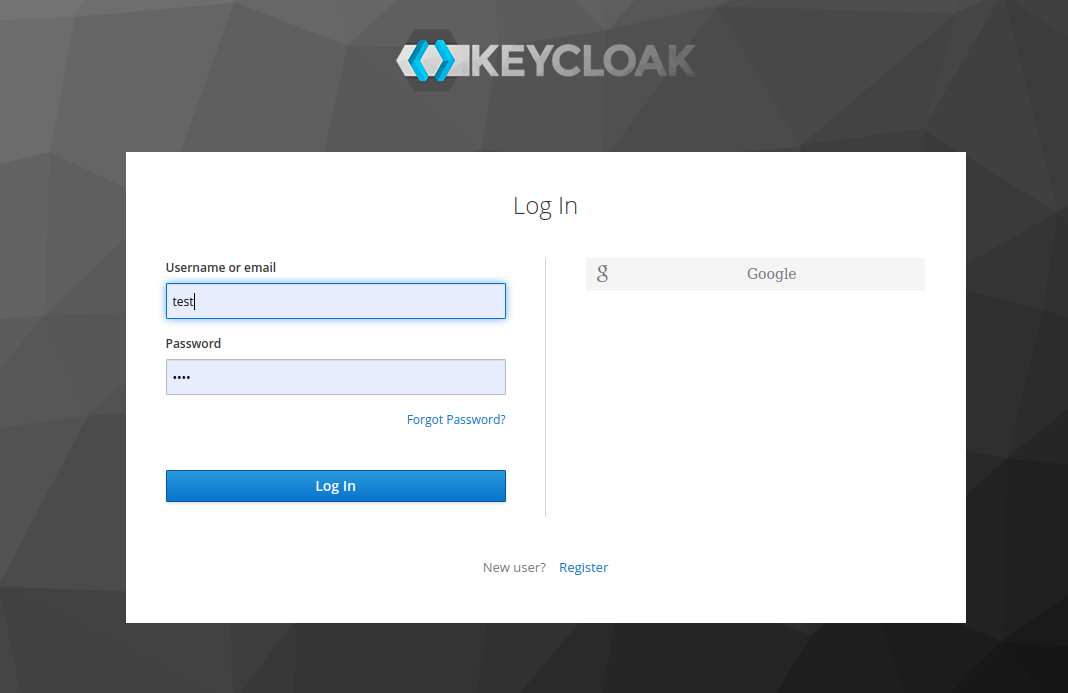 KEYCLOAK
Log In
Username or email
test
Password
••••
Forgot Password?
Log In
g Google
New user? Register